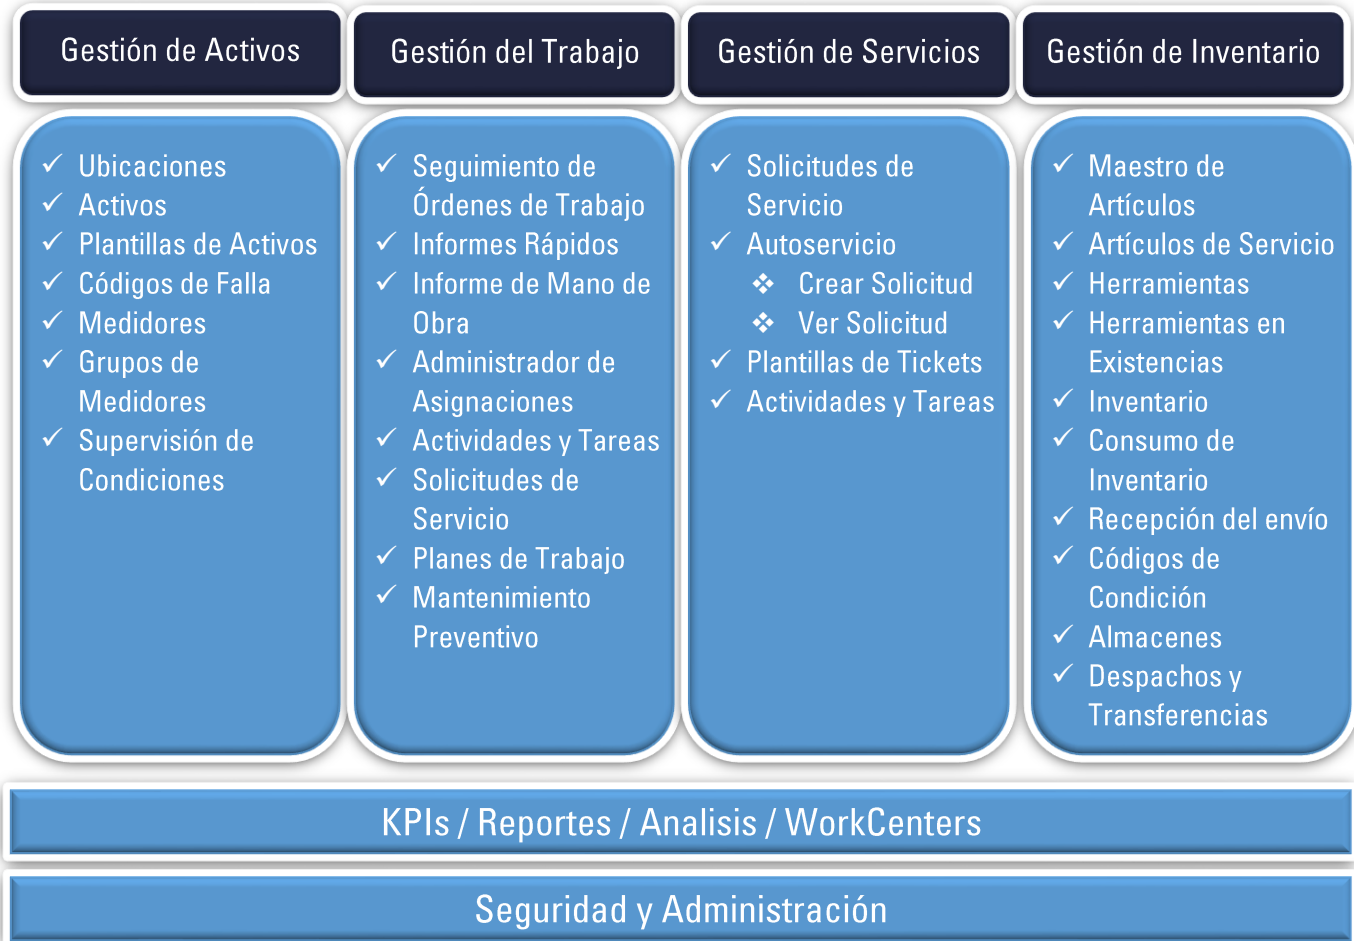 Gestión de Activos
Ubicaciones
Activos
Plantillas de Activos
Códigos de Falla
Medidores
Grupos de
Medidores
Supervisión de
Condiciones
Gestión del Trabajo
Seguimiento de
Órdenes de Trabajo
Informes Rápidos
Informe de Mano de
Obra
Administrador de
Asignaciones
Actividades y Tareas
Solicitudes de
Servicio
Planes de Trabajo
Mantenimiento
Preventivo
Gestión de Servicios
Solicitudes de
Servicio
Autoservicio
Crear Solicitud
Ver Solicitud
Plantillas de Tickets
Actividades y Tareas
Gestión de Inventario
Maestro de
Artículos
Artículos de Servicio
Herramientas
Herramientas en
Existencias
Inventario
Consumo de
Inventario
Recepción del envío
Códigos de
Condición
Almacenes
Despachos y
Transferencias
KPIs / Reportes / Analisis / WorkCenters
Seguridad y Administración